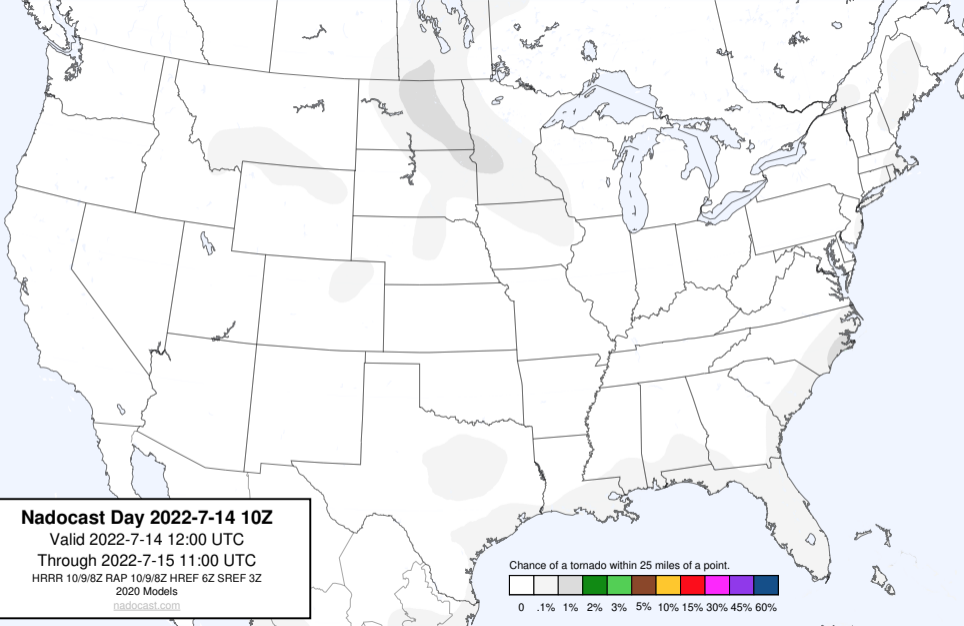 Nadocast Day 2022-7-14 10Z
Valid 2022-7-14 12:00 UTC
Through 2022-7-15 11:00 UTC
HRRR 10/9/8Z RAP 10/9/8Z HREF 6Z SREF 3Z
2020 Models
nadocast.com
Chance of a tornado within 25 miles of a point.
0 .1% 1% 2% 3% 5% 10% 15% 30% 45% 60%